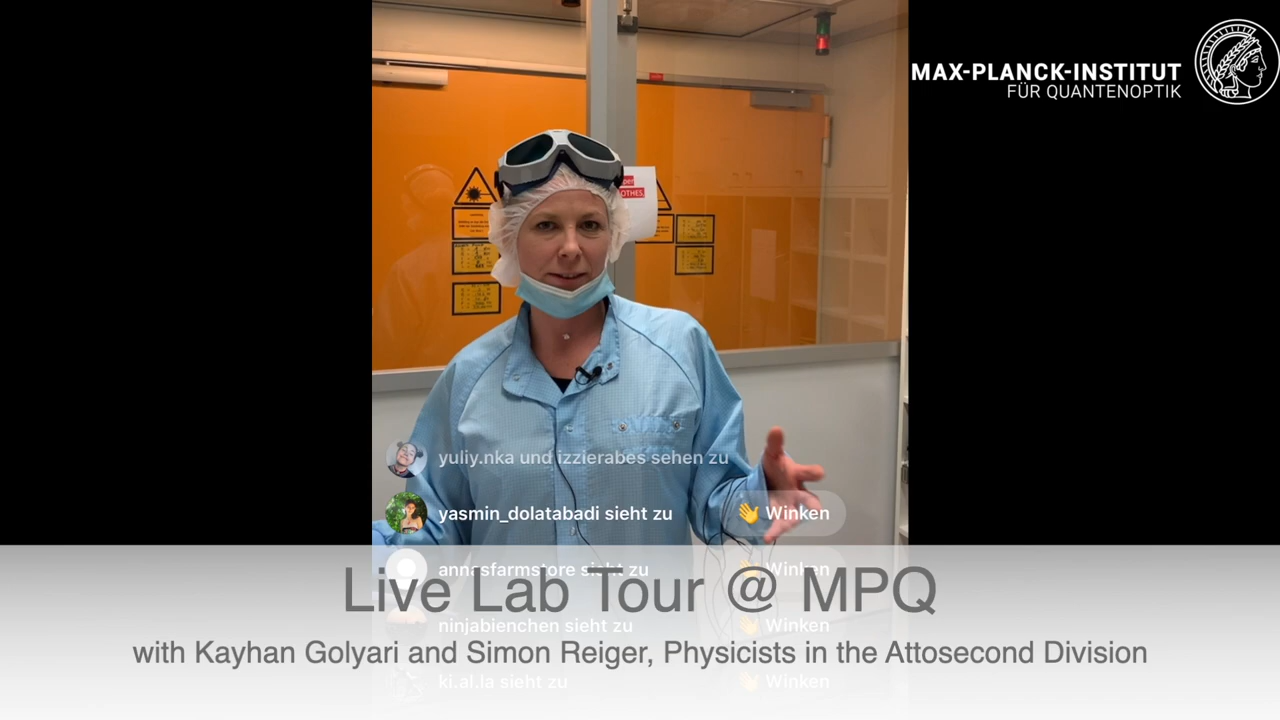 MAX-PLANCK-INSTITUT
FÜR QUANTENOPTIK
OTHES,
yuliy.nka und izzierabes sehen zu
yasmin_dolatabadi sieht zu
👋 Winken
annasfarmstore sieht zu
👋 Winken
Live Lab Tour @ MPQ
ninjabienchen sieht zu
👋 Winken
with Kayhan Golyari and Simon Reiger, Physicists in the Attosecond Division
ki.al.la sieht zu
👋 Winken